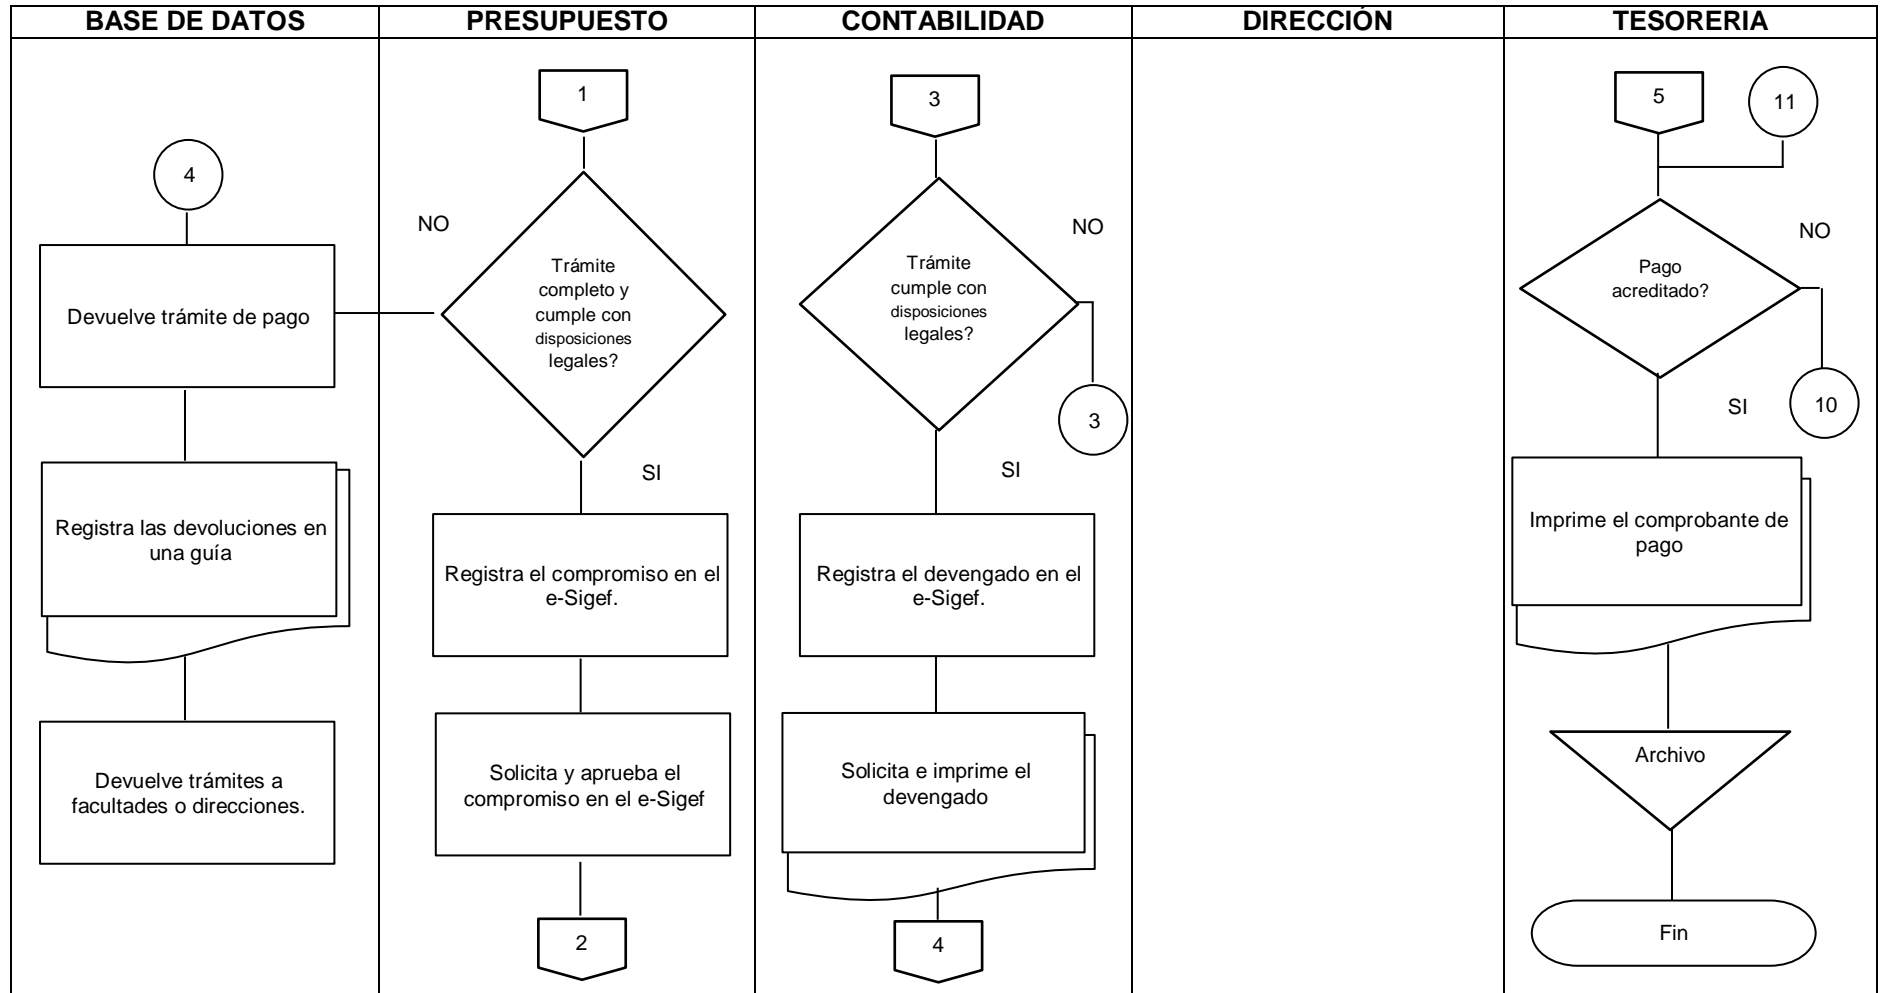 BASE DE DATOS
PRESUPUESTO
CONTABILIDAD
DIRECCIÓN
TESORERIA
4
Devuelve trámite de pago
Registra las devoluciones en
una guía
Devuelve trámites a
facultades o direcciones.
1
NO
Trámite
completo y
cumple con
disposiciones
legales?
SI
Registra el compromiso en el
e-Sigef.
Solicita y aprueba el
compromiso en el e-Sigef
2
3
NO
Trámite
cumple con
disposiciones
legales?
3
SI
Registra el devengado en el
e-Sigef.
Solicita e imprime el
devengado
4
5
11
NO
Pago
acreditado?
10
SI
Imprime el comprobante de
pago
Archivo
Fin